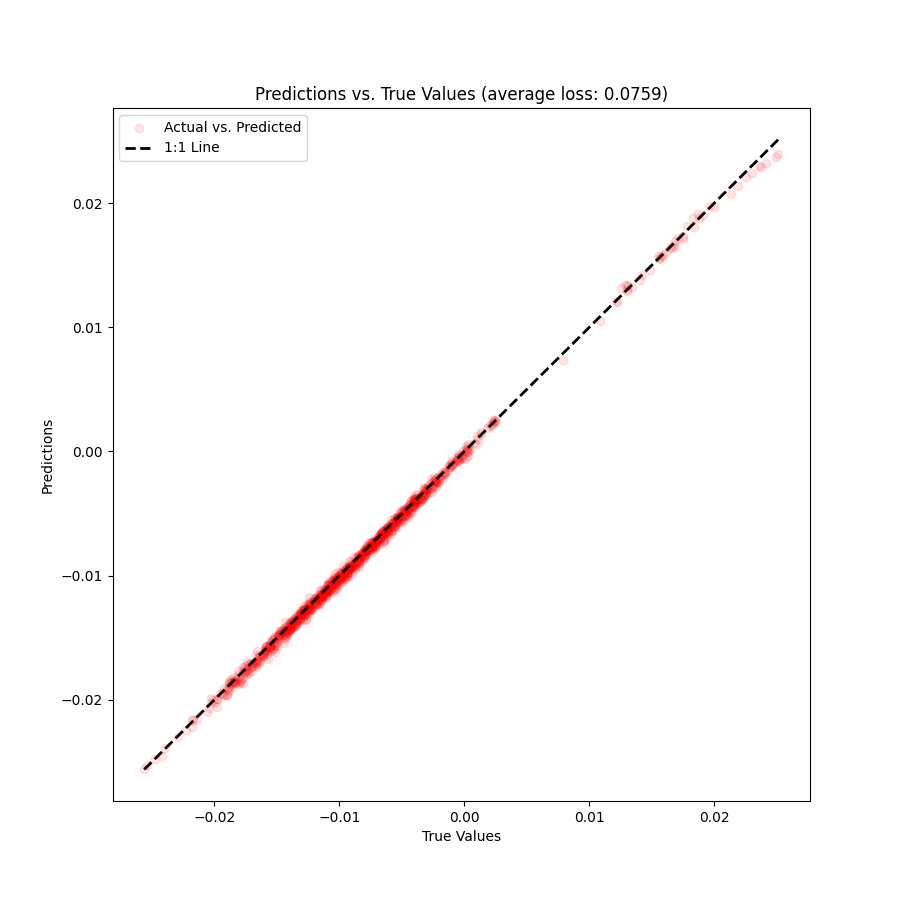 Predictions vs. True Values (average loss: 0.0759)
Actual vs. Predicted
1:1 Line
0.02
0.01
0.00
−0.01
−0.02
Predictions
−0.02
−0.01
0.00
0.01
0.02
True Values